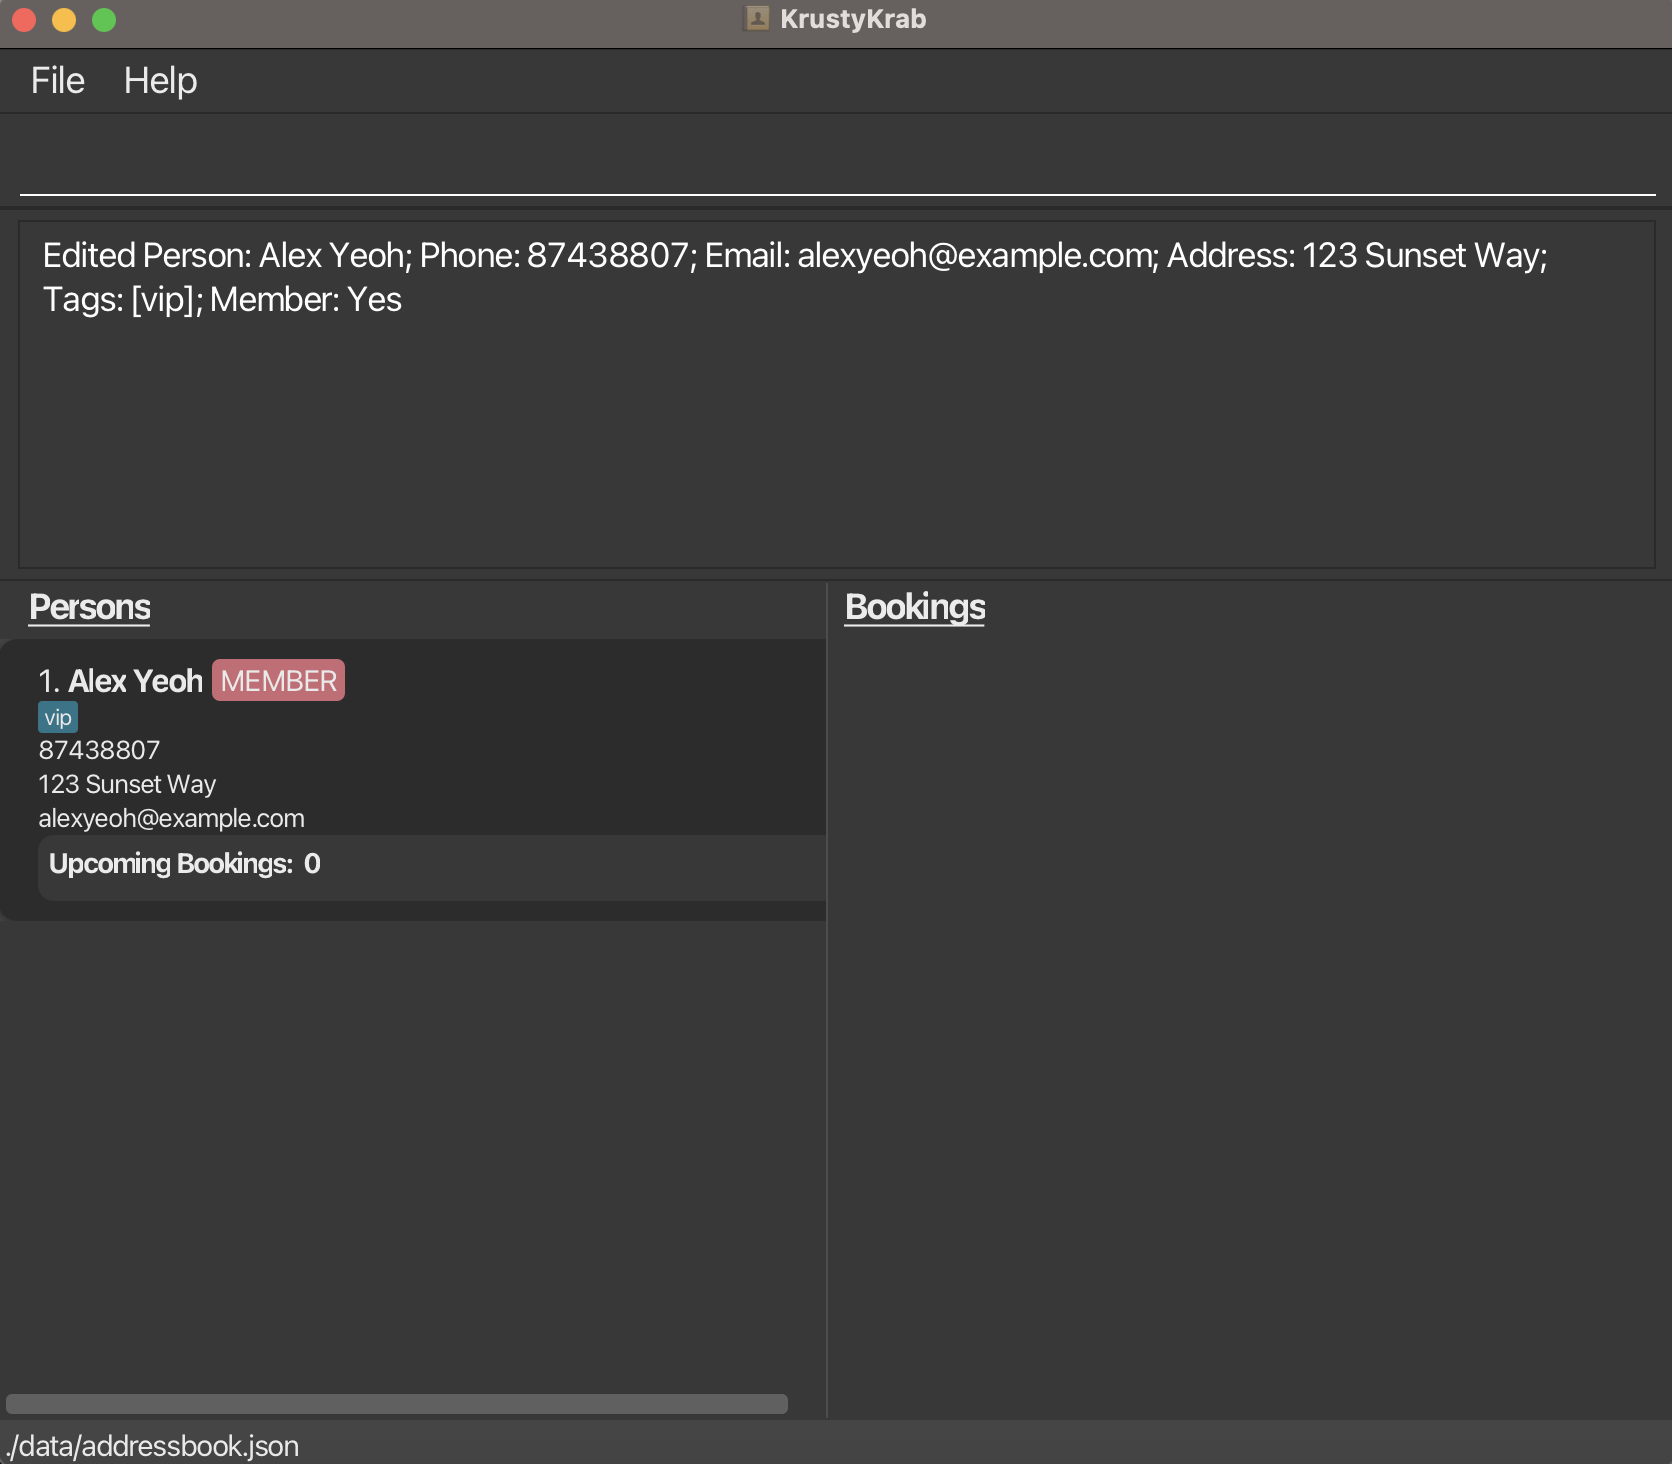 KrustyKrab
File Help
Edited Person: Alex Yeoh; Phone: 87438807; Email: alexyeoh@example.com; Address: 123 Sunset Way;
Tags: [vip]; Member: Yes
Persons
1. Alex Yeoh MEMBER
vip
87438807
123 Sunset Way
alexyeoh@example.com
Upcoming Bookings: 0
Bookings
./data/addressbook.json